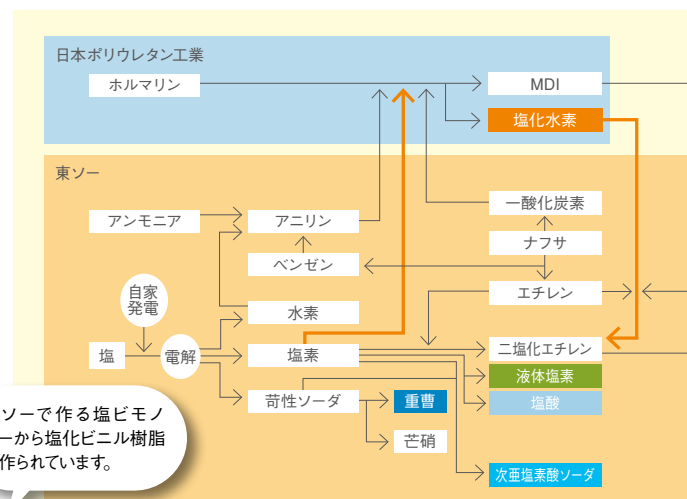 日本ポリウレタン工業
ホルマリン
MDI
塩化水素
東ソー
アンモニア
アニリン
一酸化炭素
ナフサ
ベンゼン
エチレン
自家
発電
水素
塩
電解
塩素
二塩化エチレン
液体塩素
苛性ソーダ
重曹
塩酸
芒硝
次亜塩素酸ソーダ
ソーで作る塩ビモノ
ーから塩化ビニル樹脂
作られています。